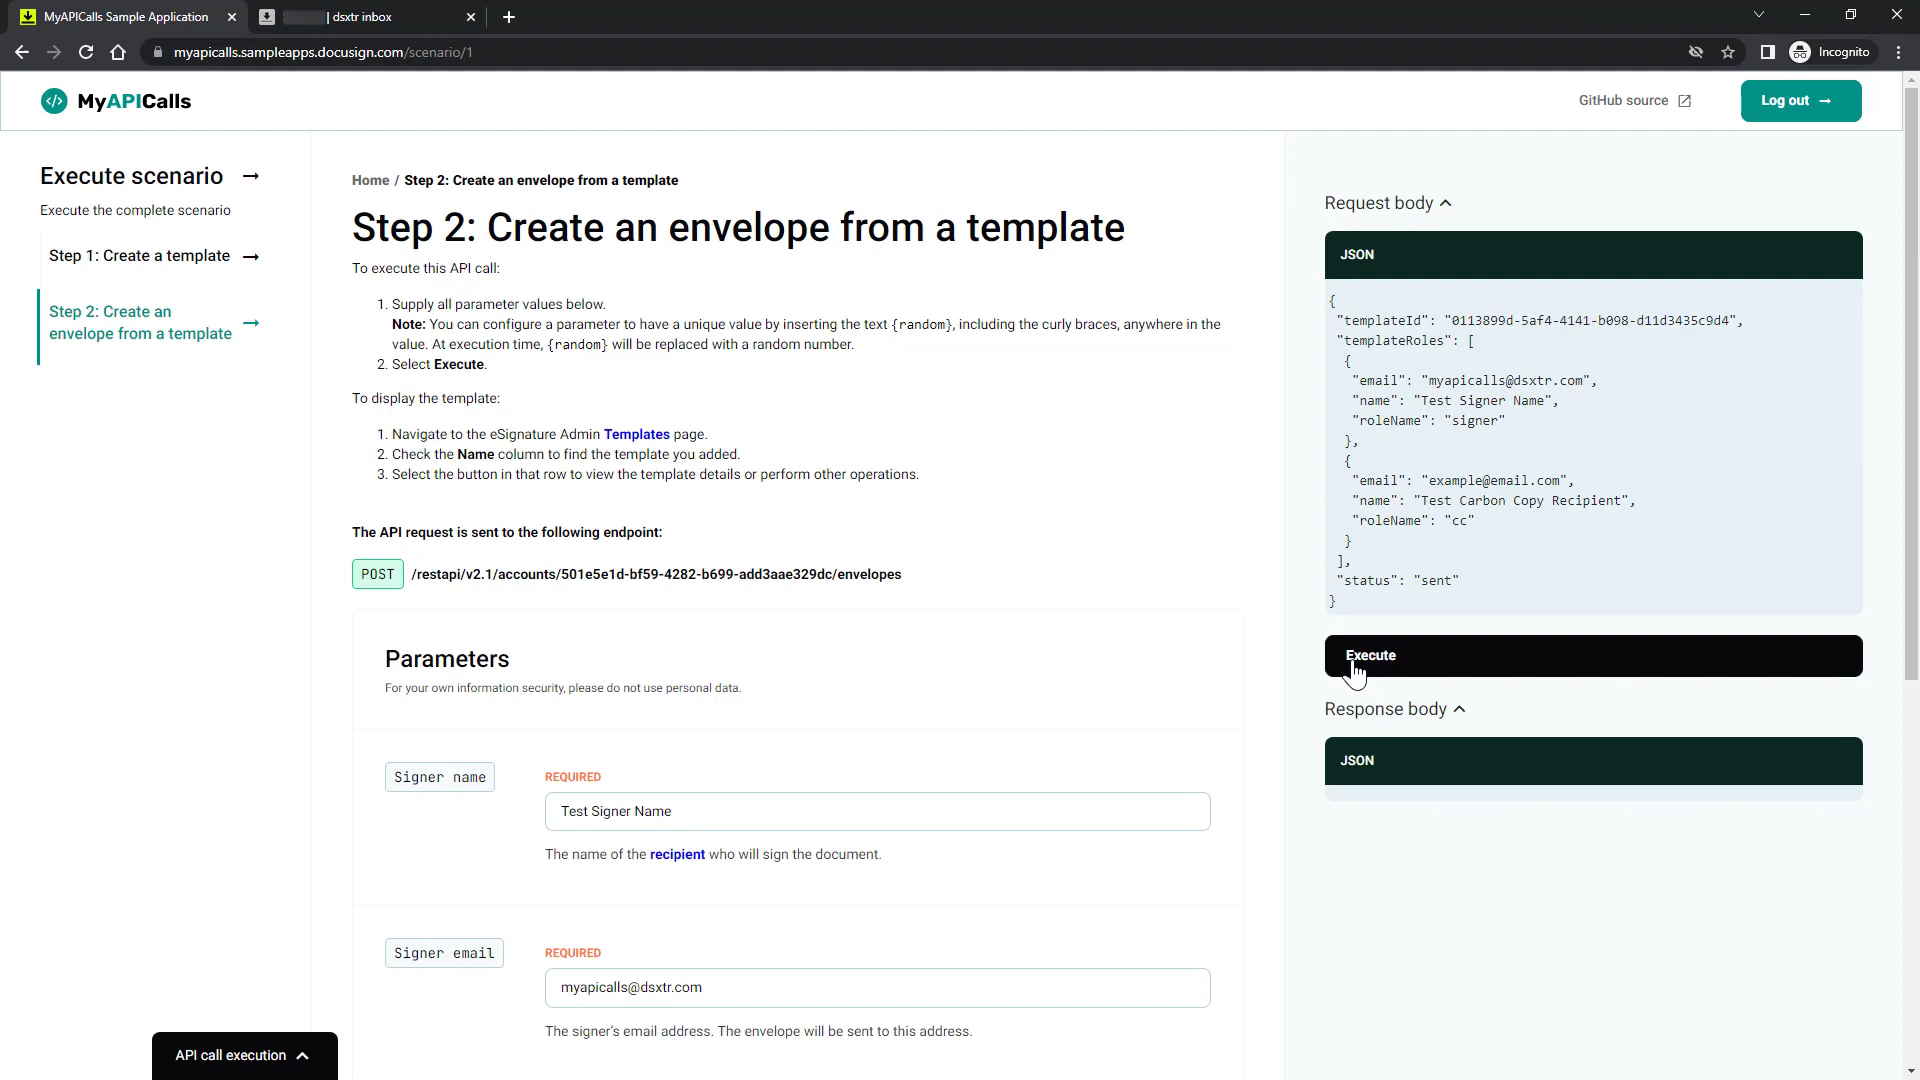 MyAPICalls Sample Application
| dsxtr inbox
myapicalls.sampleapps.docusign.com/scenario/1
Incognito
MyAPICalls
GitHub source
Log out →
Execute scenario →
Execute the complete scenario
Step 1: Create a template →
Step 2: Create an
envelope from a template →
Home / Step 2: Create an envelope from a template
Step 2: Create an envelope from a template
To execute this API call:
1. Supply all parameter values below.
Note: You can configure a parameter to have a unique value by inserting the text {random}, including the curly braces, anywhere in the
value. At execution time, {random} will be replaced with a random number.
2. Select Execute.
To display the template:
1. Navigate to the eSignature Admin Templates page.
2. Check the Name column to find the template you added.
3. Select the button in that row to view the template details or perform other operations.
The API request is sent to the following endpoint:
POST /restapi/v2.1/accounts/501e5e1d-bf59-4282-b699-add3aae329dc/envelopes
Parameters
For your own information security, please do not use personal data.
Signer name
REQUIRED
Test Signer Name
The name of the recipient who will sign the document.
Signer email
REQUIRED
myapicalls@dsxtr.com
The signer's email address. The envelope will be sent to this address.
API call execution
Request body
JSON
{
"templateId": "0113899d-5af4-4141-b098-d11d3435c9d4",
"templateRoles": [
{
"email": "myapicalls@dsxtr.com",
"name": "Test Signer Name",
"roleName": "signer"
},
{
"email": "example@email.com",
"name": "Test Carbon Copy Recipient",
"roleName": "cc"
}
],
"status": "sent"
}
Execute
Response body
JSON